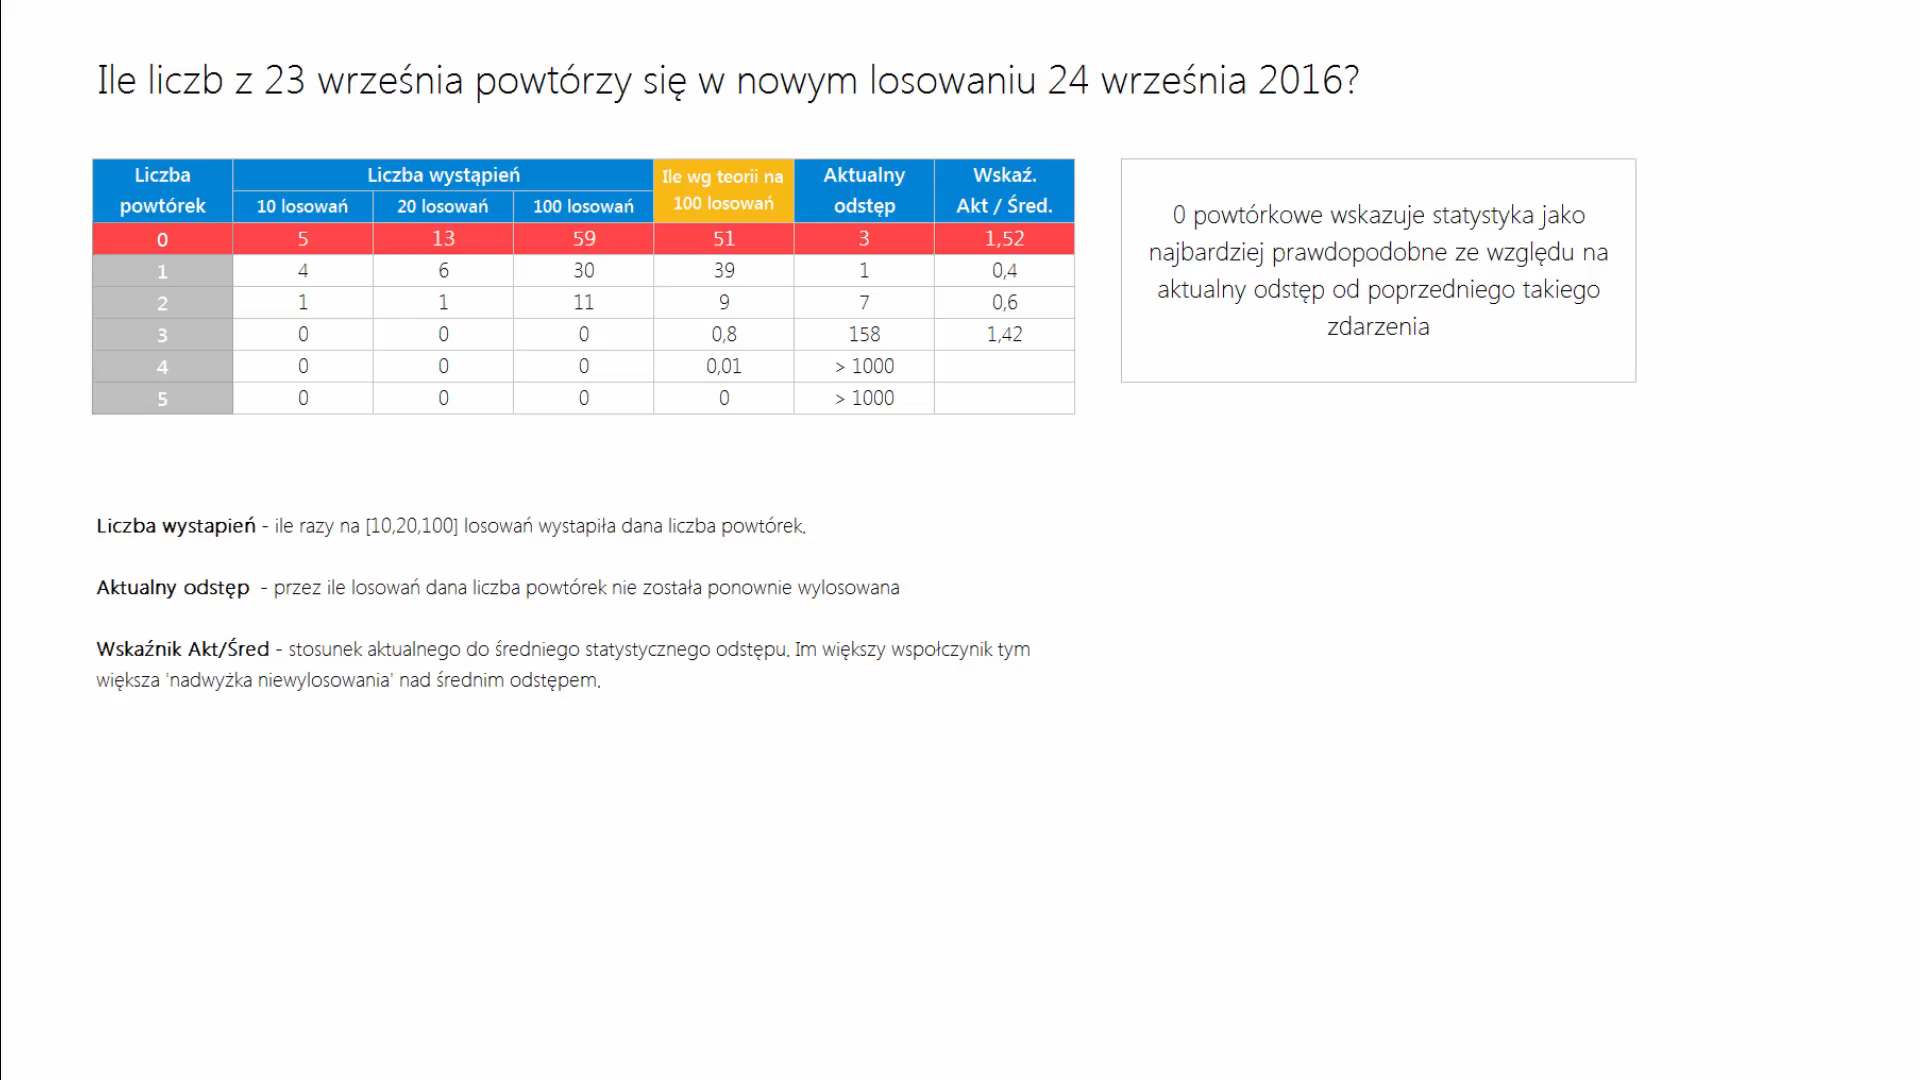 Ile liczb z 23 września powtórzy się w nowym losowaniu 24 września 2016?
Liczba powtórek Liczba wystąpień Ile wg teorii na 100 losowań Aktualny odstęp Wskaź. Akt / Śred.
10 losowań 20 losowań 100 losowań
0 5 13 59 51 3 1,52
1 4 6 30 39 1 0,4
2 1 1 11 9 7 0,6
3 0 0 0 0,8 158 1,42
4 0 0 0 0,01 > 1000
5 0 0 0 0 > 1000
0 powtórkowe wskazuje statystyka jako
najbardziej prawdopodobne ze względu na
aktualny odstęp od poprzedniego takiego
zdarzenia
Liczba wystapień - ile razy na [10,20,100] losowań wystapiła dana liczba powtórek.
Aktualny odstęp - przez ile losowań dana liczba powtórek nie została ponownie wylosowana
Wskaźnik Akt/Śred - stosunek aktualnego do średniego statystycznego odstępu. Im większy wspołczynik tym
większa 'nadwyżka niewylosowania' nad średnim odstępem.